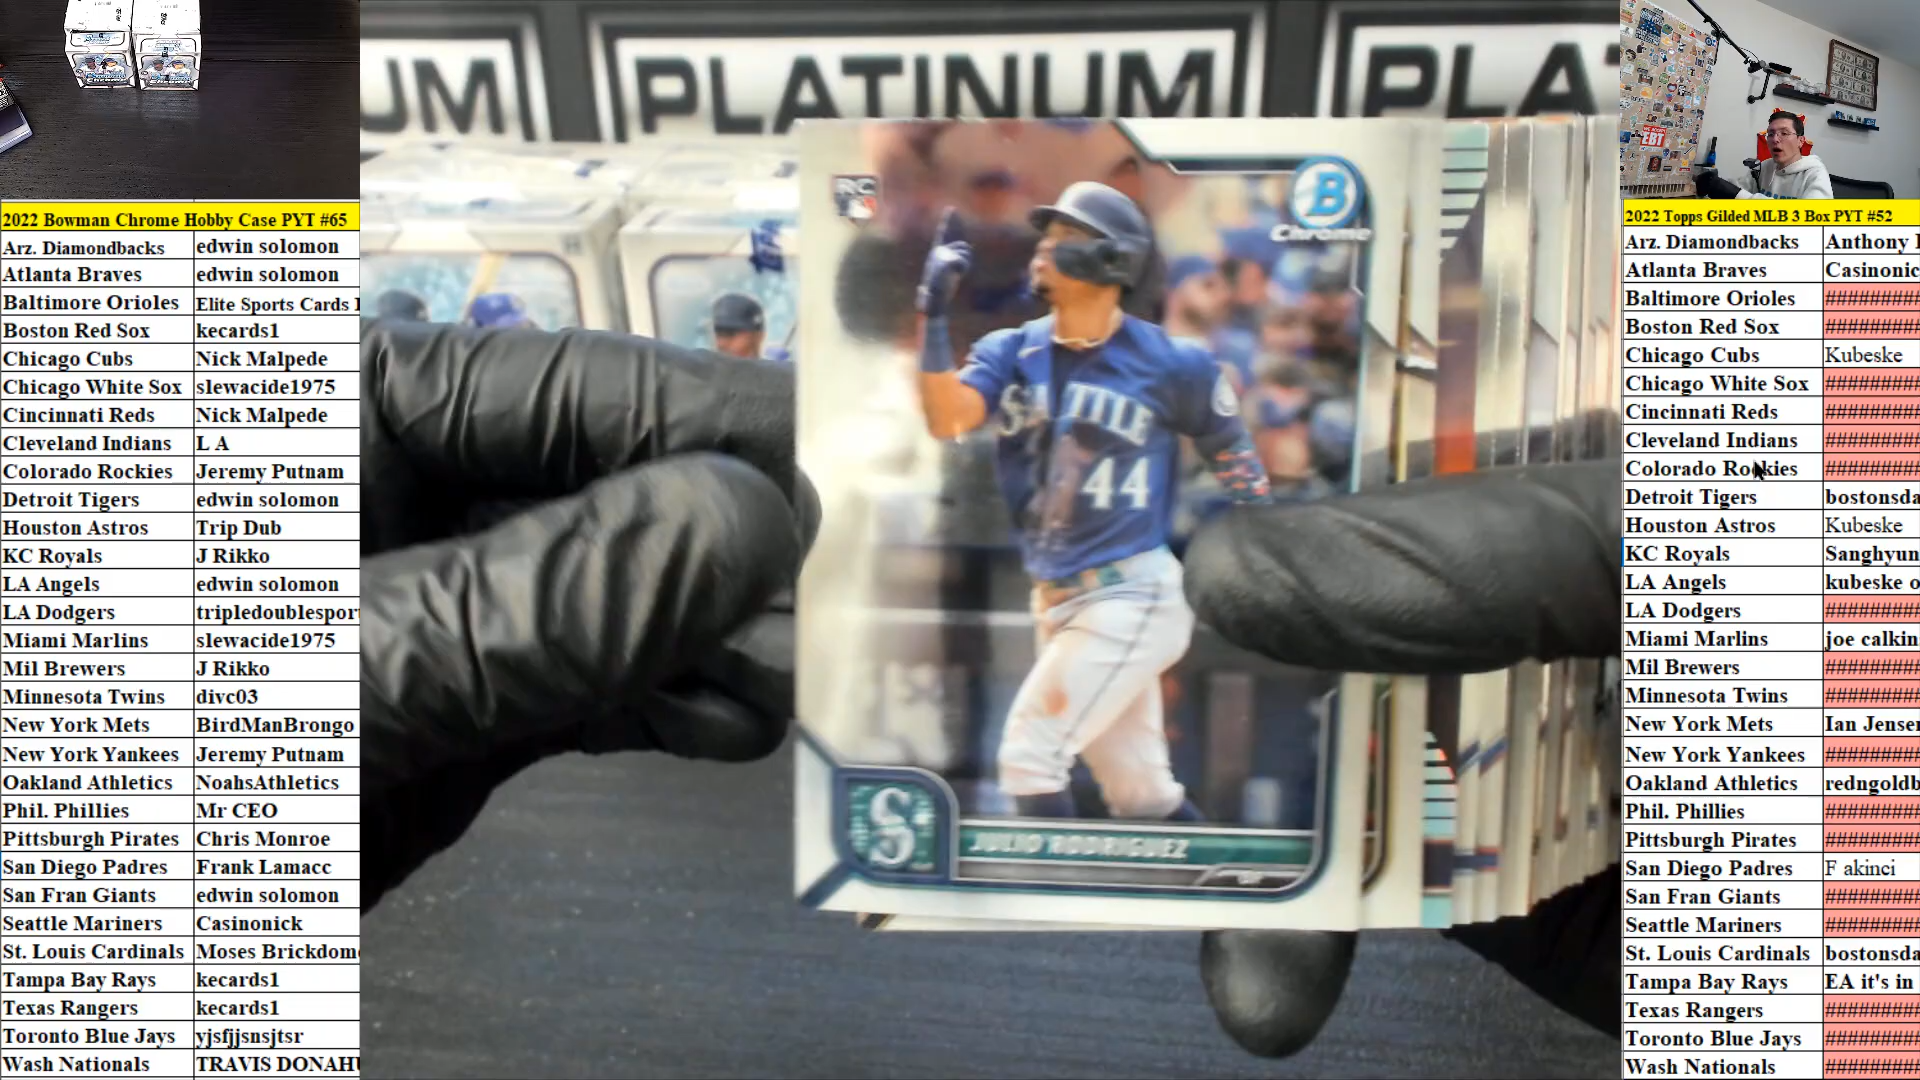 UM
PLATINUM
PLA
RC
B
Chrome
SEATTLE
44
S
JULIO RODRIGUEZ
OF
EBT
2022 Bowman Chrome Hobby Case PYT #65
Arz. Diamondbacks edwin solomon
Atlanta Braves edwin solomon
Baltimore Orioles Elite Sports Cards
Boston Red Sox kecards1
Chicago Cubs Nick Malpede
Chicago White Sox slewacide1975
Cincinnati Reds Nick Malpede
Cleveland Indians L A
Colorado Rockies Jeremy Putnam
Detroit Tigers edwin solomon
Houston Astros Trip Dub
KC Royals J Rikko
LA Angels edwin solomon
LA Dodgers tripledoublespor
Miami Marlins slewacide1975
Mil Brewers J Rikko
Minnesota Twins divc03
New York Mets BirdManBrongo
New York Yankees Jeremy Putnam
Oakland Athletics NoahsAthletics
Phil. Phillies Mr CEO
Pittsburgh Pirates Chris Monroe
San Diego Padres Frank Lamacc
San Fran Giants edwin solomon
Seattle Mariners Casinonick
St. Louis Cardinals Moses Brickdom
Tampa Bay Rays kecards1
Texas Rangers kecards1
Toronto Blue Jays yjsfjjsnsjtsr
Wash Nationals TRAVIS DONAH
2022 Topps Gilded MLB 3 Box PYT #52
Arz. Diamondbacks Anthony
Atlanta Braves Casinonic
Baltimore Orioles #########
Boston Red Sox #########
Chicago Cubs Kubeske
Chicago White Sox #########
Cincinnati Reds #########
Cleveland Indians #########
Colorado Rockies #########
Detroit Tigers bostonsda
Houston Astros Kubeske
KC Royals Sanghyun
LA Angels kubeske o
LA Dodgers #########
Miami Marlins joe calkin
Mil Brewers #########
Minnesota Twins #########
New York Mets Ian Jensen
New York Yankees #########
Oakland Athletics redngoldb
Phil. Phillies #########
Pittsburgh Pirates #########
San Diego Padres F akinci
San Fran Giants #########
Seattle Mariners #########
St. Louis Cardinals bostonsda
Tampa Bay Rays EA it's in
Texas Rangers #########
Toronto Blue Jays #########
Wash Nationals #########